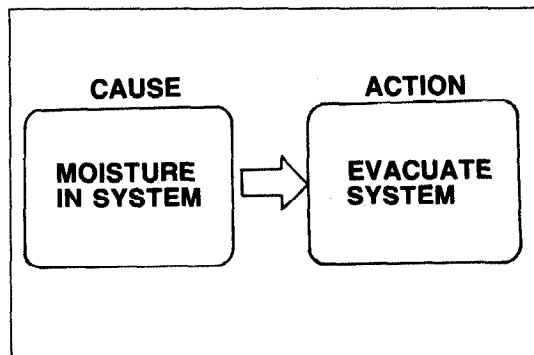 CAUSE
ACTION
MOISTURE
IN SYSTEM
EVACUATE
SYSTEM